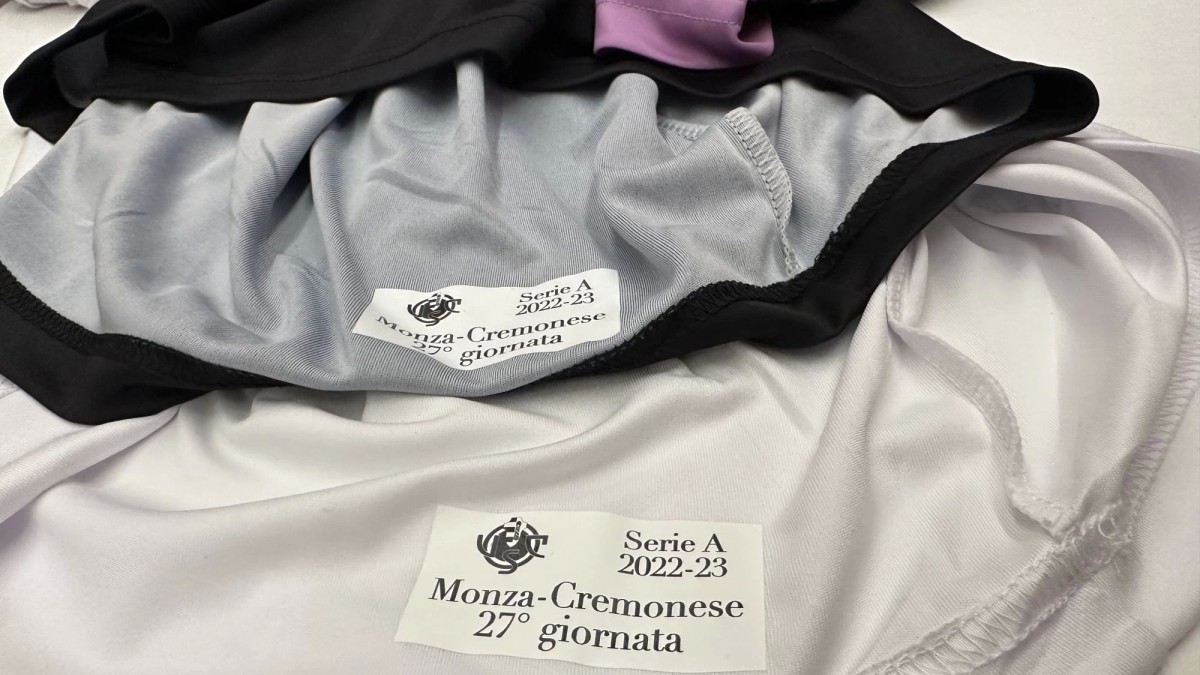 Serie A
2022-23
Monza-Cremonese
27° giornata
Serie A
2022-23
Monza-Cremonese
27° giornata